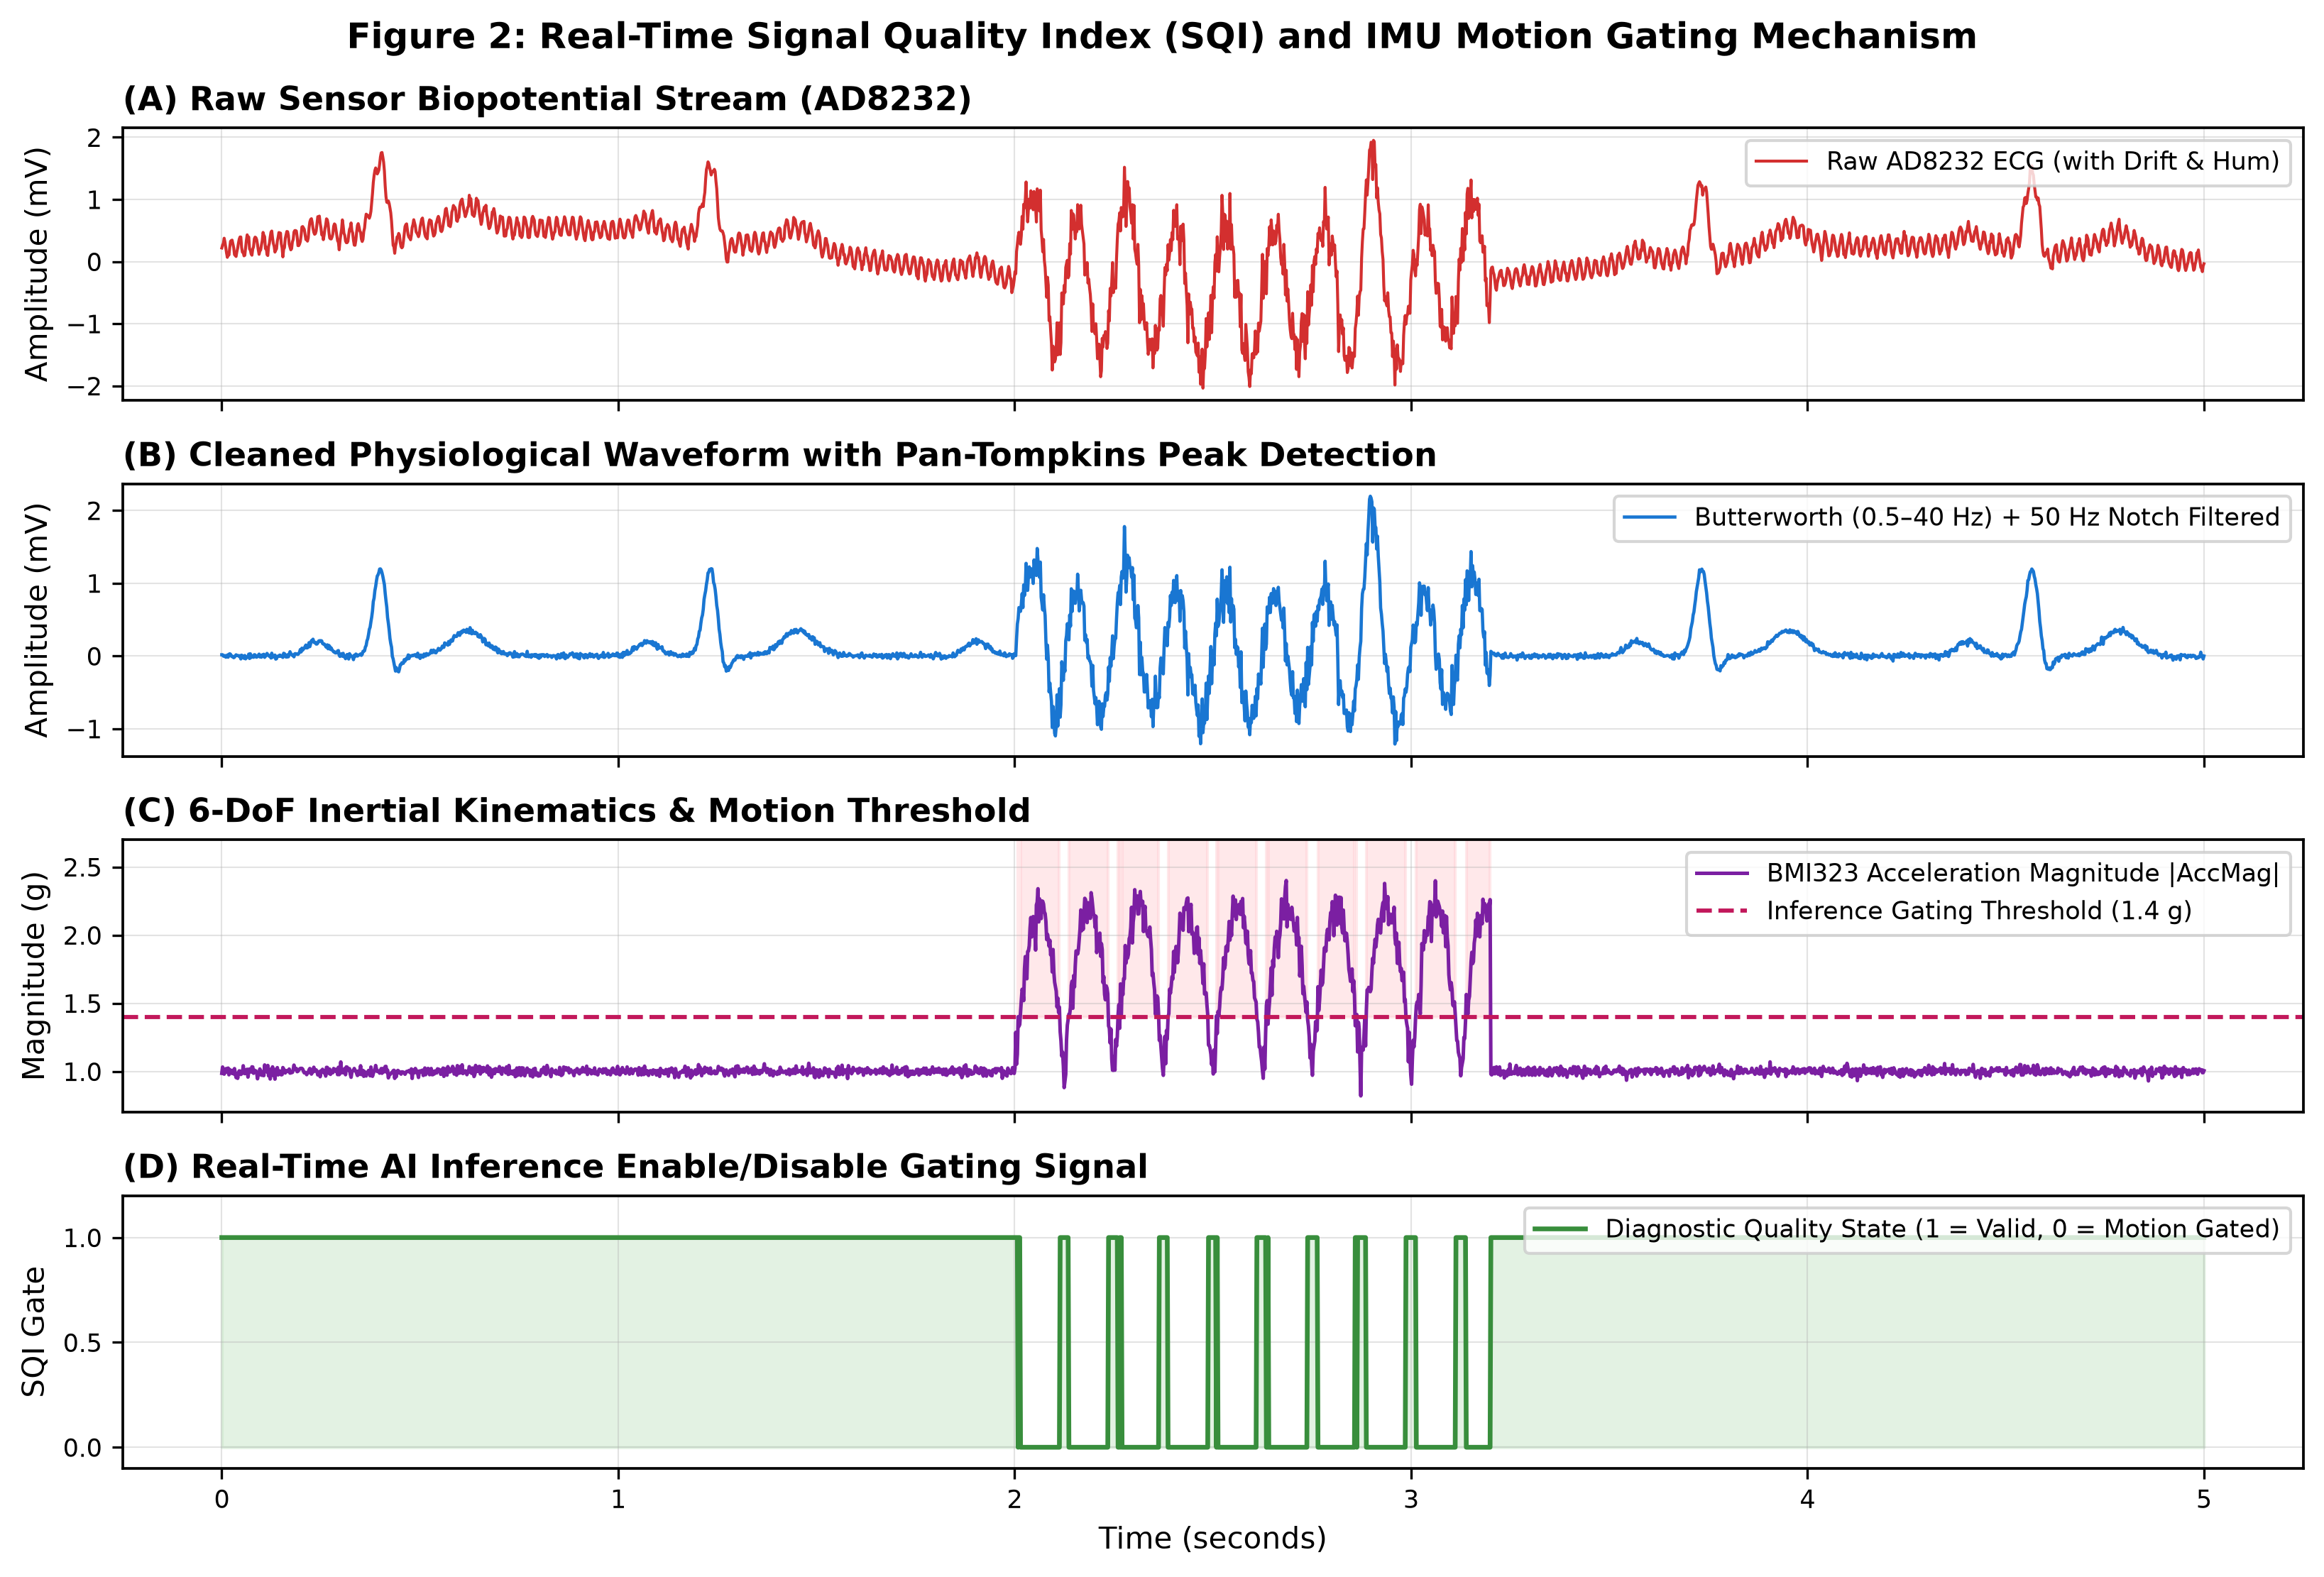 Figure 2: Real-Time Signal Quality Index (SQI) and IMU Motion Gating Mechanism
(A) Raw Sensor Biopotential Stream (AD8232)
Amplitude (mV)
2
1
0
−1
−2
Raw AD8232 ECG (with Drift & Hum)
(B) Cleaned Physiological Waveform with Pan-Tompkins Peak Detection
Amplitude (mV)
2
1
0
−1
Butterworth (0.5–40 Hz) + 50 Hz Notch Filtered
(C) 6-DoF Inertial Kinematics & Motion Threshold
Magnitude (g)
2.5
2.0
1.5
1.0
BMI323 Acceleration Magnitude |AccMag|
Inference Gating Threshold (1.4 g)
(D) Real-Time AI Inference Enable/Disable Gating Signal
SQI Gate
1.0
0.5
0.0
Diagnostic Quality State (1 = Valid, 0 = Motion Gated)
0 1 2 3 4 5
Time (seconds)